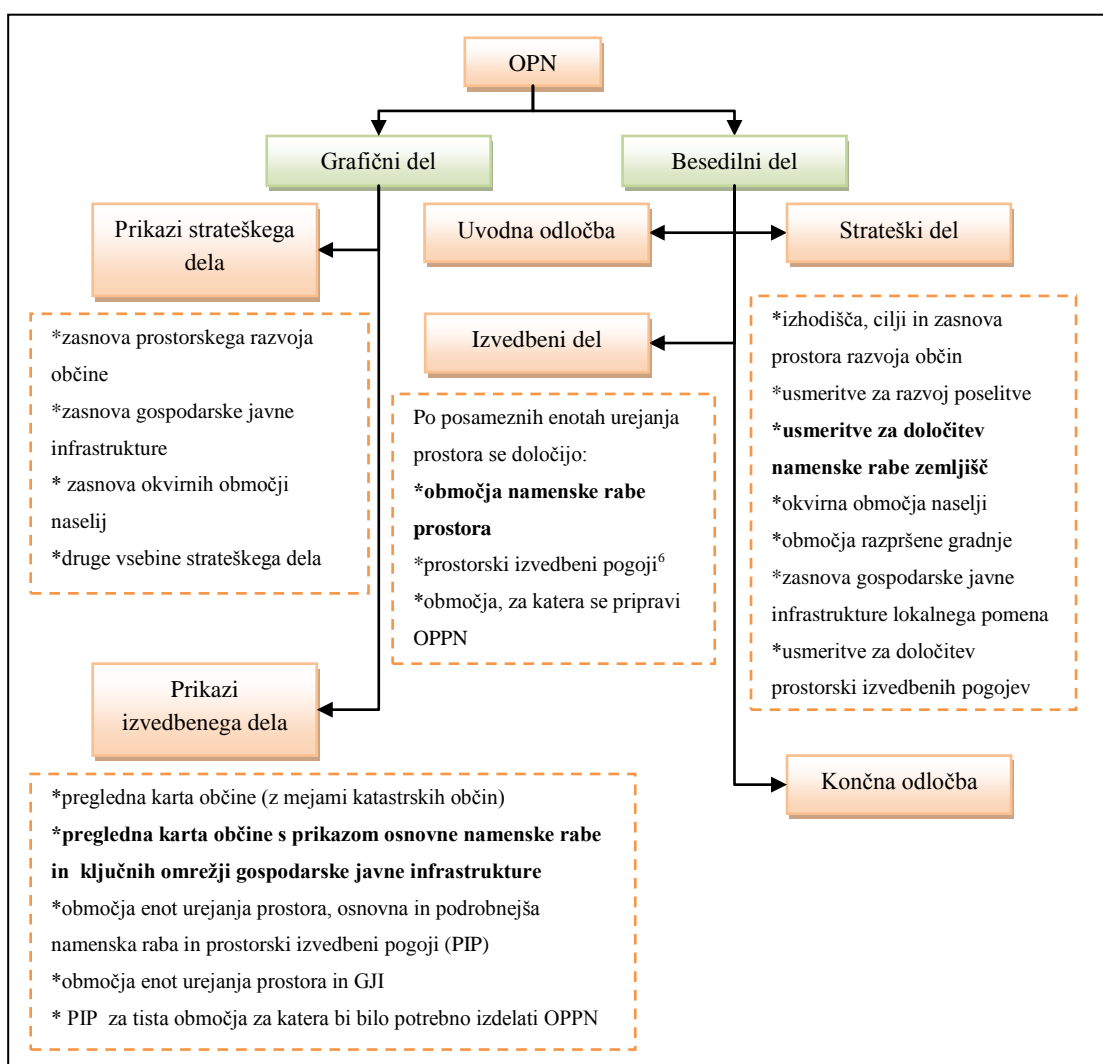 OPN
Grafični del
Besedilni del
Prikazi strateškega
dela
Uvodna odločba
Strateški del
*zasnova prostorskega razvoja
občine
*zasnova gospodarske javne
infrastrukture
* zasnova okvirnih območji
naselij
*druge vsebine strateškega dela
Izvedbeni del
Po posameznih enotah urejanja
prostora se določijo:
*območja namenske rabe
prostora
*prostorski izvedbeni pogoji⁶
*območja, za katera se pripravi
OPPN
*izhodišča, cilji in zasnova
prostora razvoja občin
*usmeritve za razvoj poselitve
*usmeritve za določitev
namenske rabe zemljišč
*okvirna območja naselji
*območja razpršene gradnje
*zasnova gospodarske javne
infrastrukture lokalnega pomena
*usmeritve za določitev
prostorski izvedbenih pogojev
Prikazi
izvedbenega dela
Končna odločba
*pregledna karta občine (z mejami katastrskih občin)
*pregledna karta občine s prikazom osnovne namenske rabe
in ključnih omrežji gospodarske javne infrastrukture
*območja enot urejanja prostora, osnovna in podrobnejša
namenska raba in prostorski izvedbeni pogoji (PIP)
*območja enot urejanja prostora in GJI
* PIP za tista območja za katera bi bilo potrebno izdelati OPPN